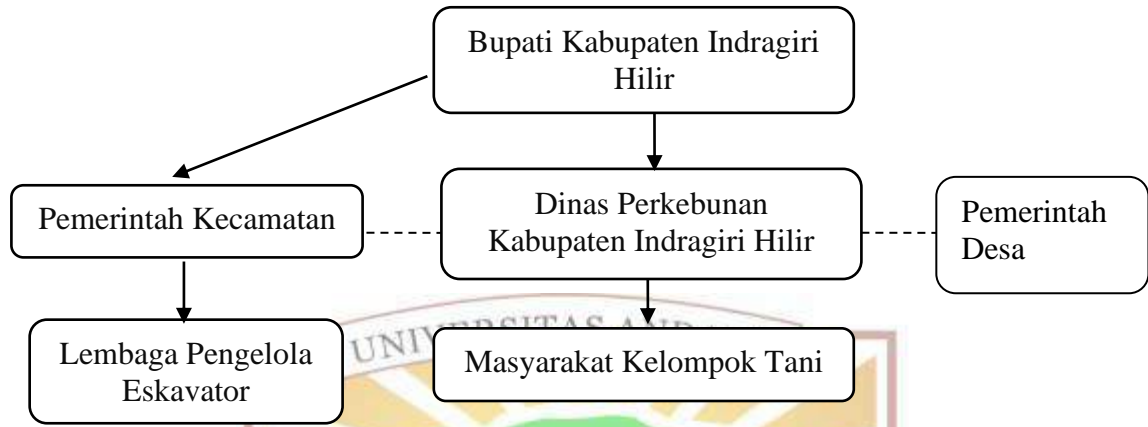 Bupati Kabupaten Indragiri
Hilir
Pemerintah Kecamatan
Dinas Perkebunan
Kabupaten Indragiri Hilir
Pemerintah
Desa
Lembaga Pengelola
Eskavator
Masyarakat Kelompok Tani
UNIVERSITAS